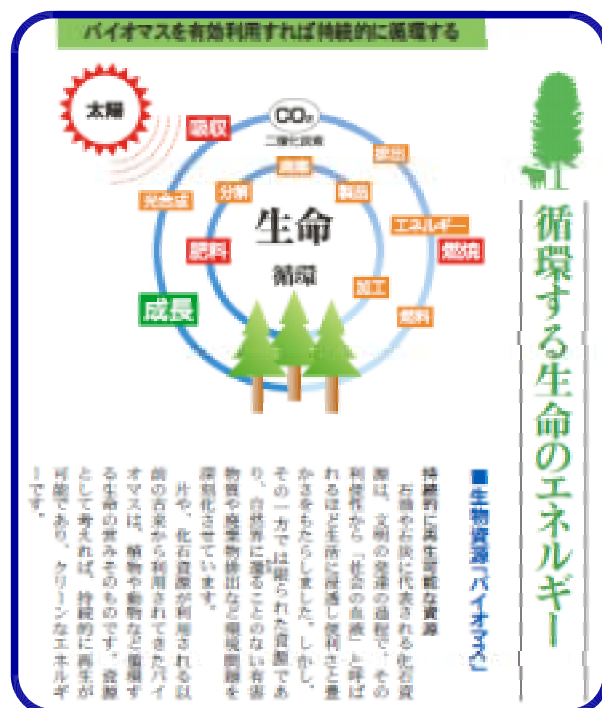 バイオマスを有効利用すれば持続的に循環する
太陽
吸収
CO₂
二酸化炭素
排出
光合成
分解
廃棄
製品
エネルギー
生命
循環
肥料
燃焼
加工
成長
燃料
循環する生命のエネルギー
■生物資源「バイオマス」
持続的に再生可能な資源
石油や石炭に代表される化石資
源は、文明の発達の過程で、その
利便性から「社会の血液」と呼ば
れるほど生活に浸透し便利さと豊
かさをもたらしました。しかし、
その一方では限られた資源であ
り、自然界に還ることのない有害
物質や廃棄物排出など環境問題を
深刻化させています。
片や、化石資源が利用される以
前の古来から利用されてきたバイ
オマスは、植物や動物など循環す
る生命の営みそのものです。資源
として考えれば、持続的に再生が
可能であり、クリーンなエネルギ
ーです。